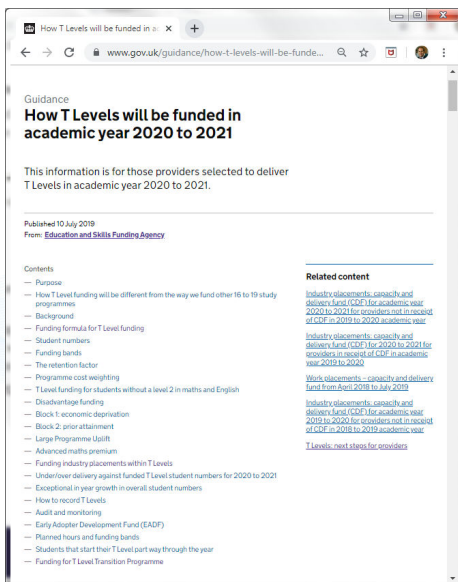 How T Levels will be funded in a
www.gov.uk/guidance/how-t-levels-will-be-funde...
Guidance
How T Levels will be funded in
academic year 2020 to 2021
This information is for those providers selected to deliver
T Levels in academic year 2020 to 2021.
Published 10 July 2019
From: Education and Skills Funding Agency
Contents
— Purpose
— How T Level funding will be different from the way we fund other 16 to 19 study
programmes
— Background
— Funding formula for T Level funding
— Student numbers
— Funding bands
— The retention factor
— Programme cost weighting
— T Level funding for students without a level 2 in maths and English
— Disadvantage funding
— Block 1: economic deprivation
— Block 2: prior attainment
— Large Programme Uplift
— Advanced maths premium
— Funding industry placements within T Levels
— Under/over delivery against funded T Level student numbers for 2020 to 2021
— Exceptional in year growth in overall student numbers
— How to record T Levels
— Audit and monitoring
— Early Adopter Development Fund (EADF)
— Planned hours and funding bands
— Students that start their T Level part way through the year
— Funding for T Level Transition Programme
Related content
Industry placements: capacity and
delivery fund (CDF) for academic year
2020 to 2021 for providers not in receipt
of CDF in 2019 to 2020 academic year
Industry placements: capacity and
delivery fund (CDF) for 2020 to 2021 for
providers in receipt of CDF in academic
year 2019 to 2020
Work placements – capacity and delivery
fund from April 2018 to July 2019
Industry placements: capacity and
delivery fund (CDF) for academic year
2019 to 2020 for providers not in receipt
of CDF in 2018 to 2019 academic year
T Levels: next steps for providers